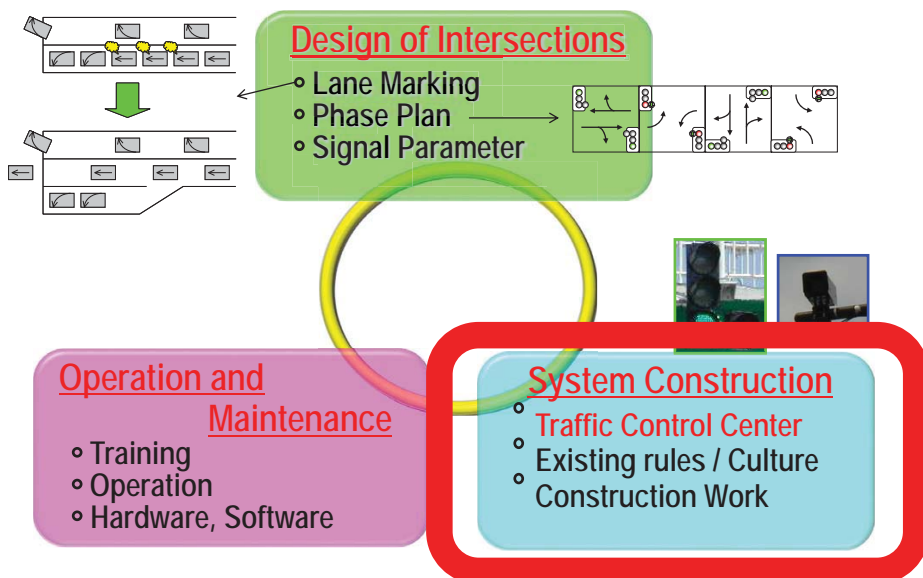 Design of Intersections
Lane Marking
Phase Plan
Signal Parameter
Operation and
Maintenance
Training
Operation
Hardware, Software
System Construction
Traffic Control Center
Existing rules / Culture
Construction Work